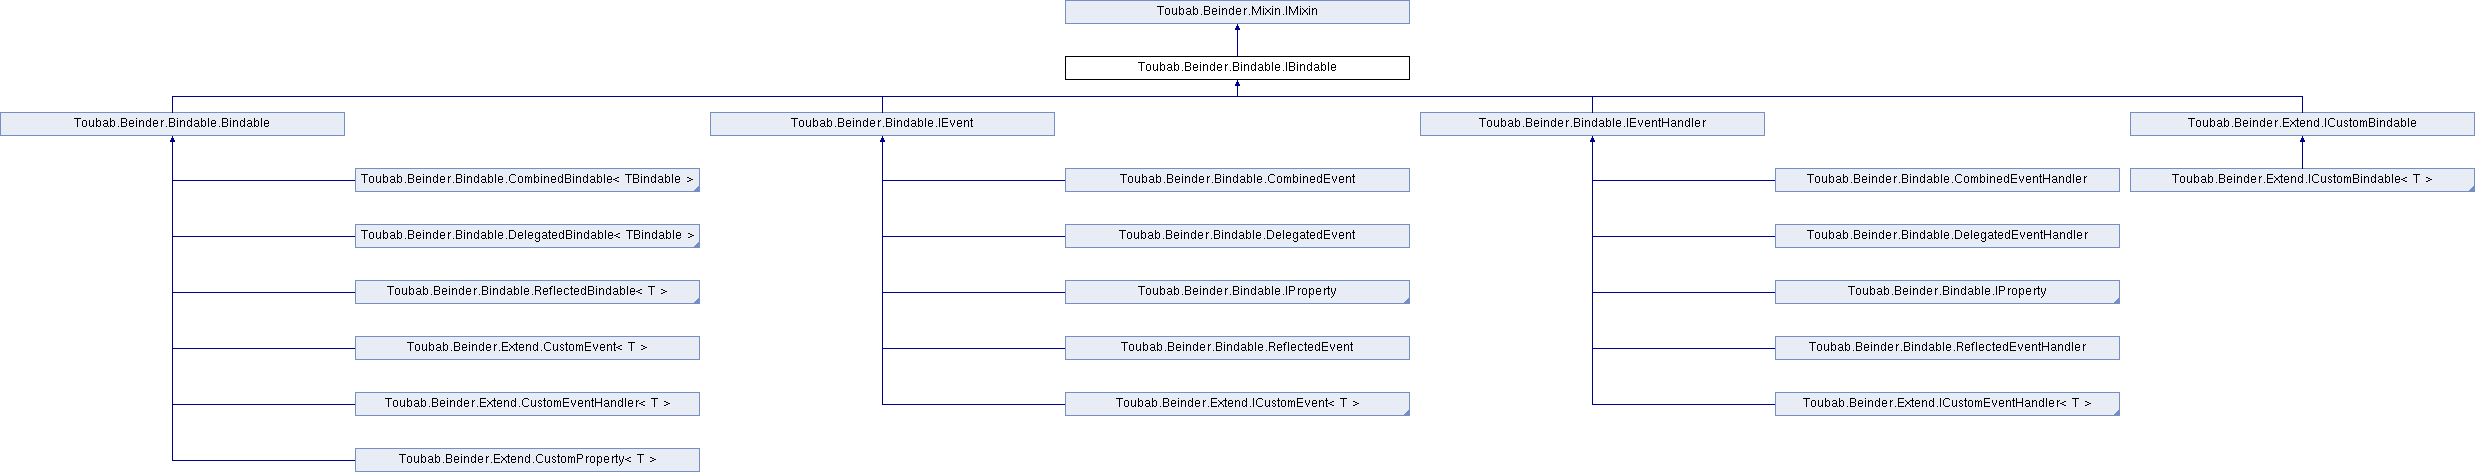 Toubab.Beinder.Mixin.IMixin
Toubab.Beinder.Bindable.IBindable
Toubab.Beinder.Bindable.Bindable
Toubab.Beinder.Bindable.IEvent
Toubab.Beinder.Bindable.IEventHandler
Toubab.Beinder.Extend.ICustomBindable
Toubab.Beinder.Bindable.CombinedBindable< TBindable >
Toubab.Beinder.Bindable.CombinedEvent
Toubab.Beinder.Bindable.CombinedEventHandler
Toubab.Beinder.Extend.ICustomBindable< T >
Toubab.Beinder.Bindable.DelegatedBindable< TBindable >
Toubab.Beinder.Bindable.DelegatedEvent
Toubab.Beinder.Bindable.DelegatedEventHandler
Toubab.Beinder.Bindable.ReflectedBindable< T >
Toubab.Beinder.Bindable.IProperty
Toubab.Beinder.Bindable.IProperty
Toubab.Beinder.Extend.CustomEvent< T >
Toubab.Beinder.Bindable.ReflectedEvent
Toubab.Beinder.Bindable.ReflectedEventHandler
Toubab.Beinder.Extend.CustomEventHandler< T >
Toubab.Beinder.Extend.ICustomEvent< T >
Toubab.Beinder.Extend.ICustomEventHandler< T >
Toubab.Beinder.Extend.CustomProperty< T >